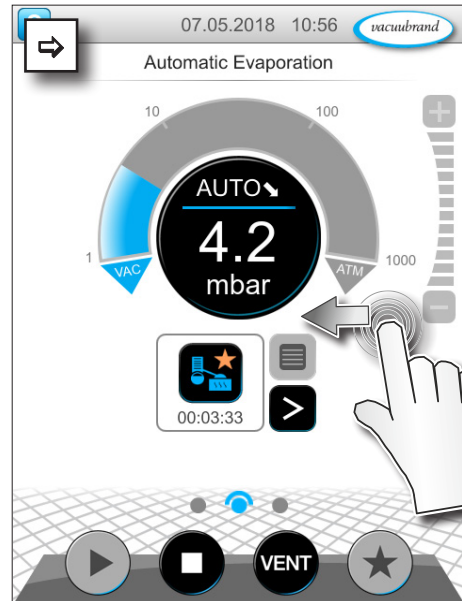 07.05.2018 10:56
vacuubrand
Automatic Evaporation
10
100
AUTO
4.2
mbar
1
VAC
ATM
1000
00:03:33
VENT